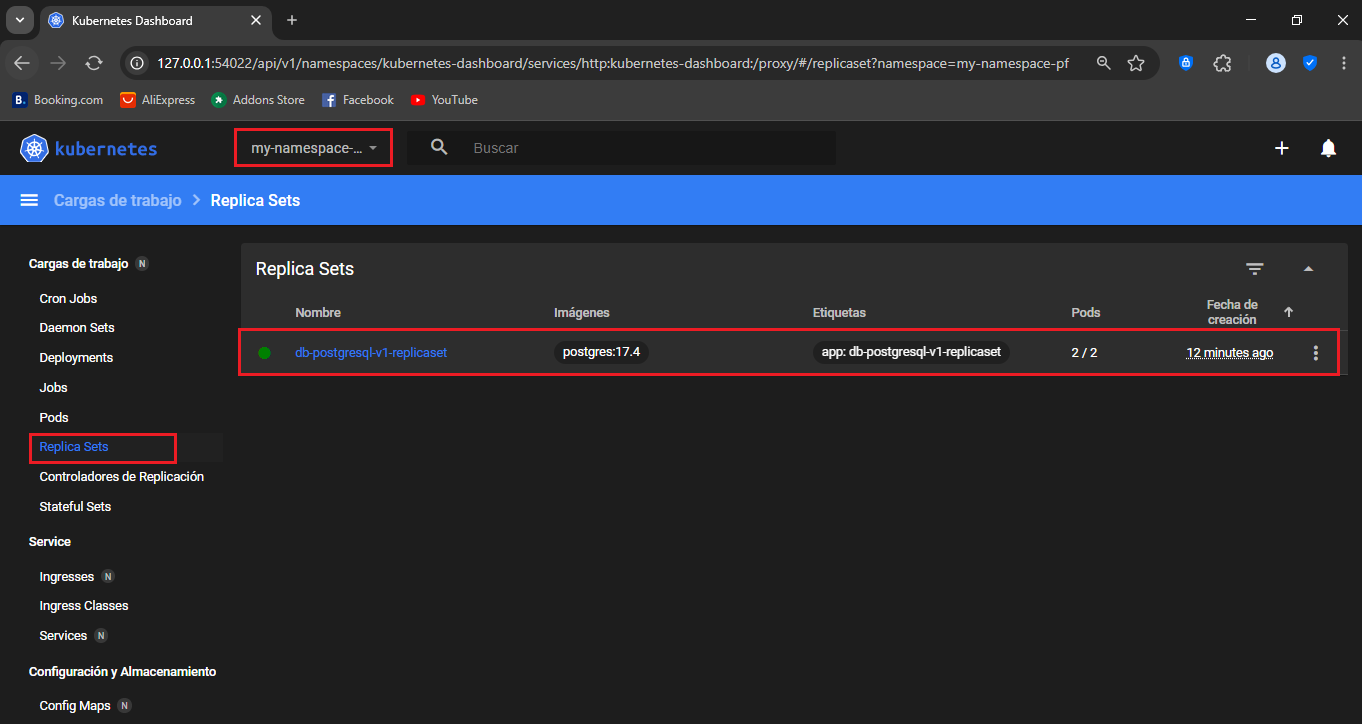 Kubernetes Dashboard
127.0.0.1:54022/api/v1/namespaces/kubernetes-dashboard/services/http:kubernetes-dashboard:/proxy/#/replicaset?namespace=my-namespace-pf
B. Booking.com AliExpress Addons Store Facebook YouTube
kubernetes my-namespace-... Buscar
Cargas de trabajo > Replica Sets
Cargas de trabajo N
Cron Jobs
Daemon Sets
Deployments
Jobs
Pods
Replica Sets
Controladores de Replicación
Stateful Sets
Service
Ingresses N
Ingress Classes
Services N
Configuración y Almacenamiento
Config Maps N
Replica Sets
Nombre Imágenes Etiquetas Pods Fecha de creación
db-postgresql-v1-replicaset postgres:17.4 app: db-postgresql-v1-replicaset 2 / 2 12 minutes ago